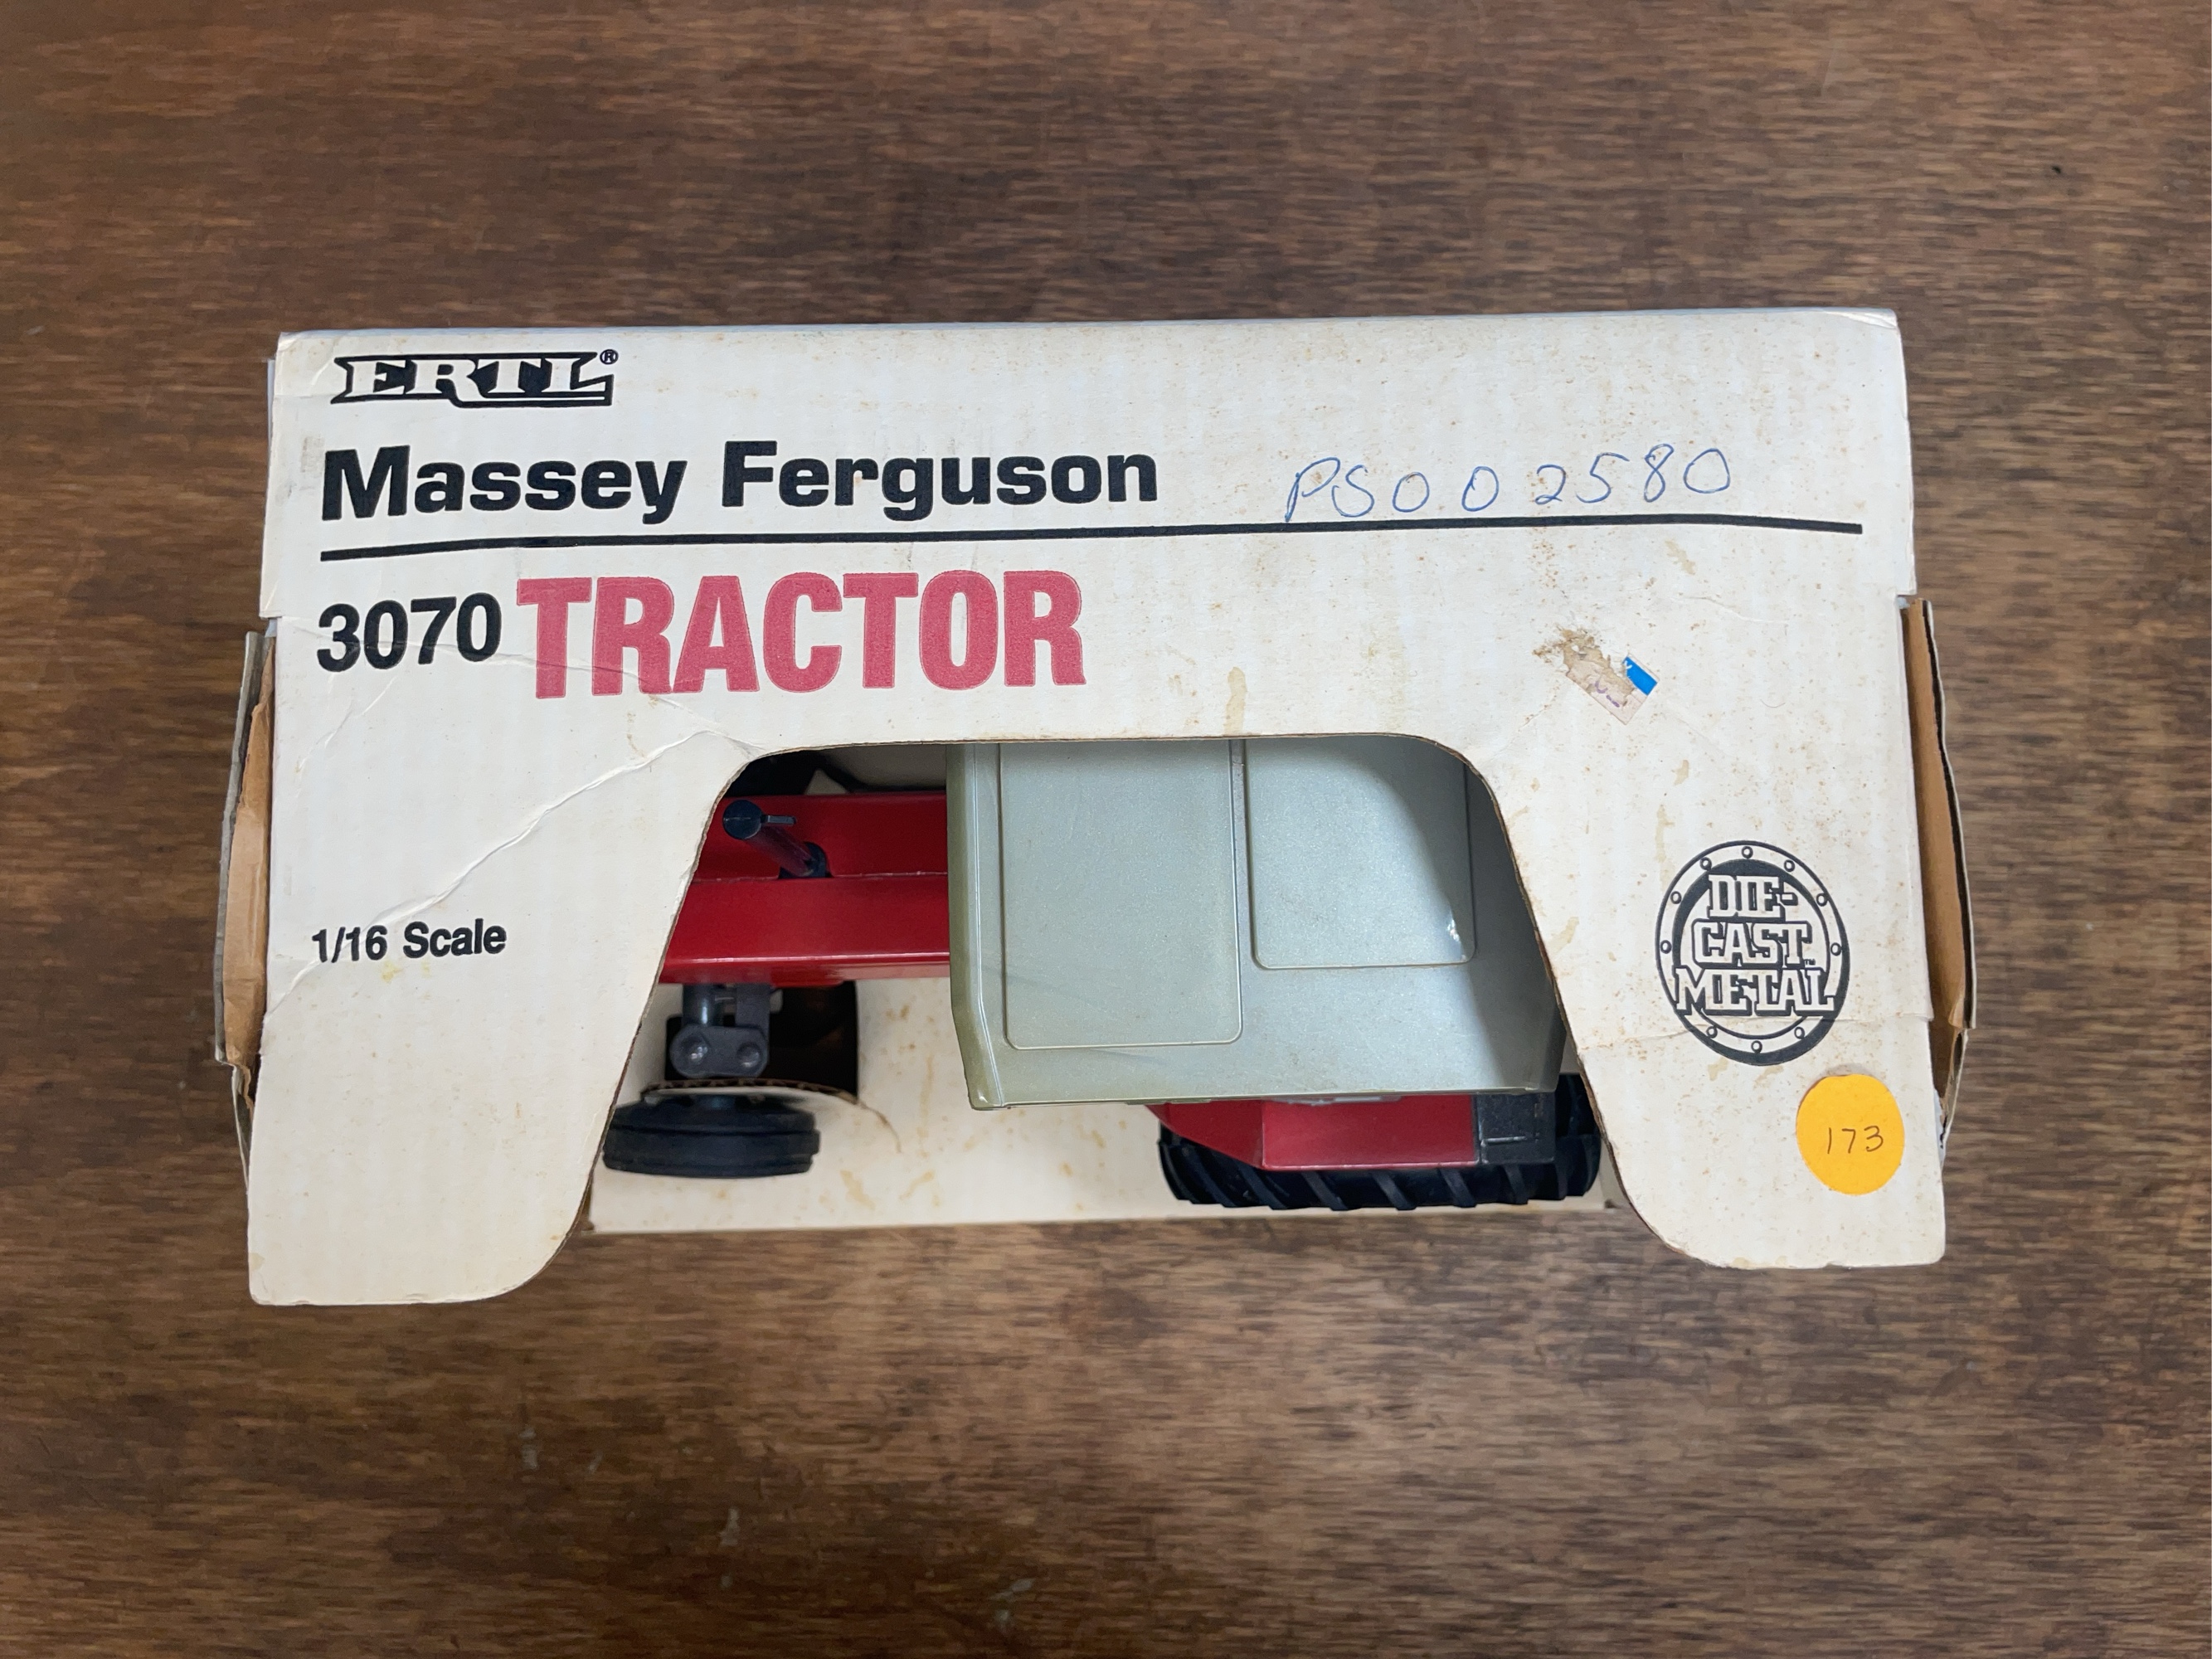 ERTL®
Massey Ferguson
PS002580
3070 TRACTOR
1/16 Scale
DIE-
CAST
METAL
173